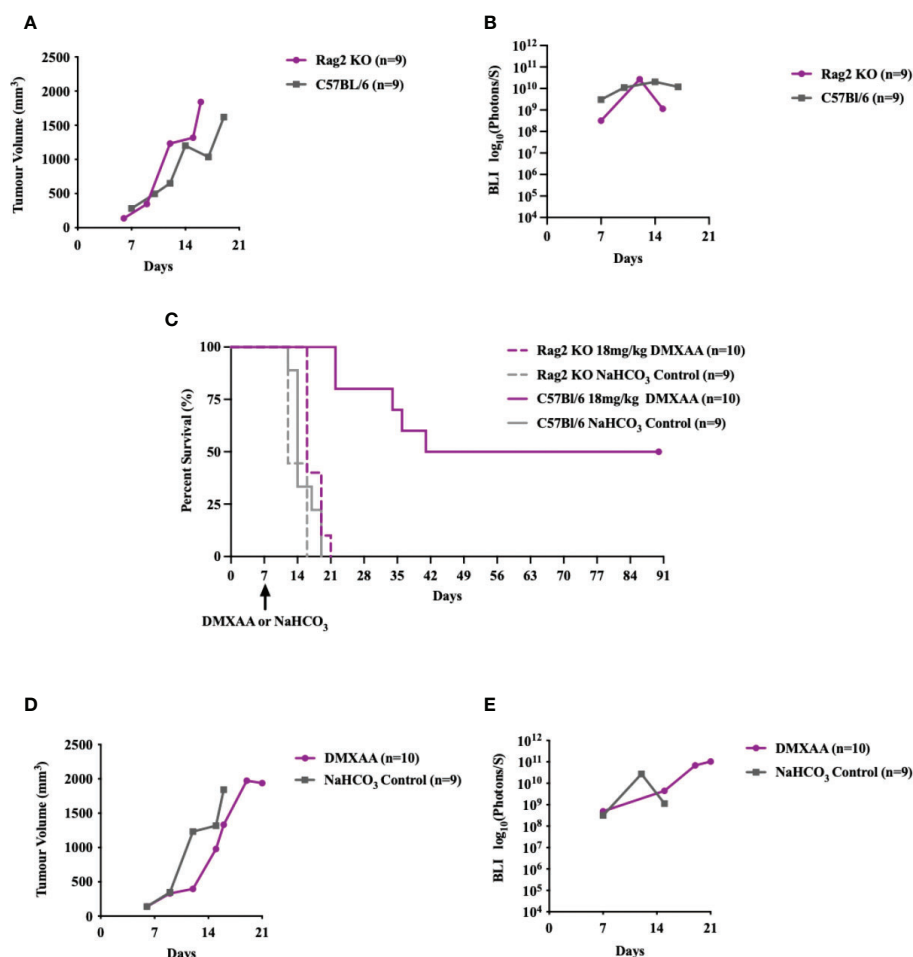 A
Tumour Volume (mm³)
2500
2000
1500
1000
500
0
0 7 14 21
Days
Rag2 KO (n=9)
C57BL/6 (n=9)
B
BLI log₁₀(Photons/S)
10¹²
10¹¹
10¹⁰
10⁹
10⁸
10⁷
10⁶
10⁵
10⁴
0 7 14 21
Days
Rag2 KO (n=9)
C57Bl/6 (n=9)
C
Percent Survival (%)
100
75
50
25
0
0 7 14 21 28 35 42 49 56 63 70 77 84 91
Days
DMXAA or NaHCO₃
Rag2 KO 18mg/kg DMXAA (n=10)
Rag2 KO NaHCO₃ Control (n=9)
C57Bl/6 18mg/kg DMXAA (n=10)
C57Bl/6 NaHCO₃ Control (n=9)
D
Tumour Volume (mm³)
2500
2000
1500
1000
500
0
0 7 14 21
Days
DMXAA (n=10)
NaHCO₃ Control (n=9)
E
BLI log₁₀(Photons/S)
10¹²
10¹¹
10¹⁰
10⁹
10⁸
10⁷
10⁶
10⁵
10⁴
0 7 14 21
Days
DMXAA (n=10)
NaHCO₃ Control (n=9)